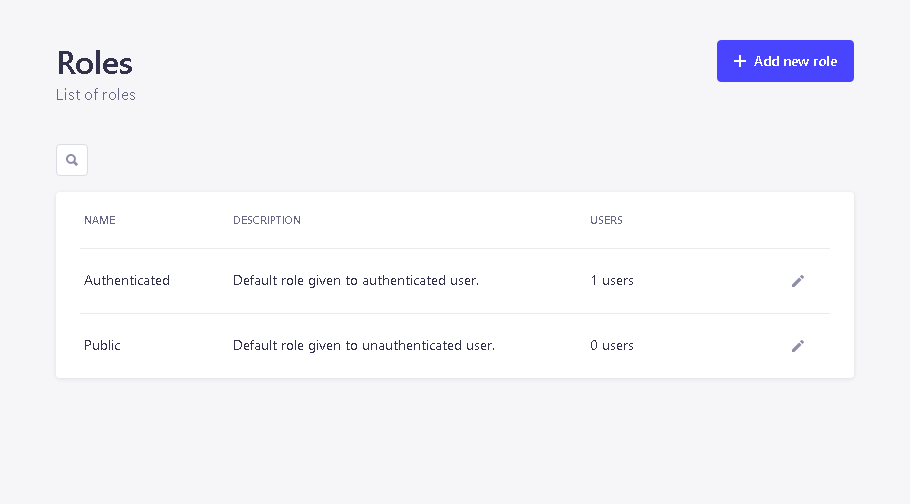 Roles
Add new role
List of roles
NAME DESCRIPTION USERS
Authenticated Default role given to authenticated user. 1 users
Public Default role given to unauthenticated user. 0 users